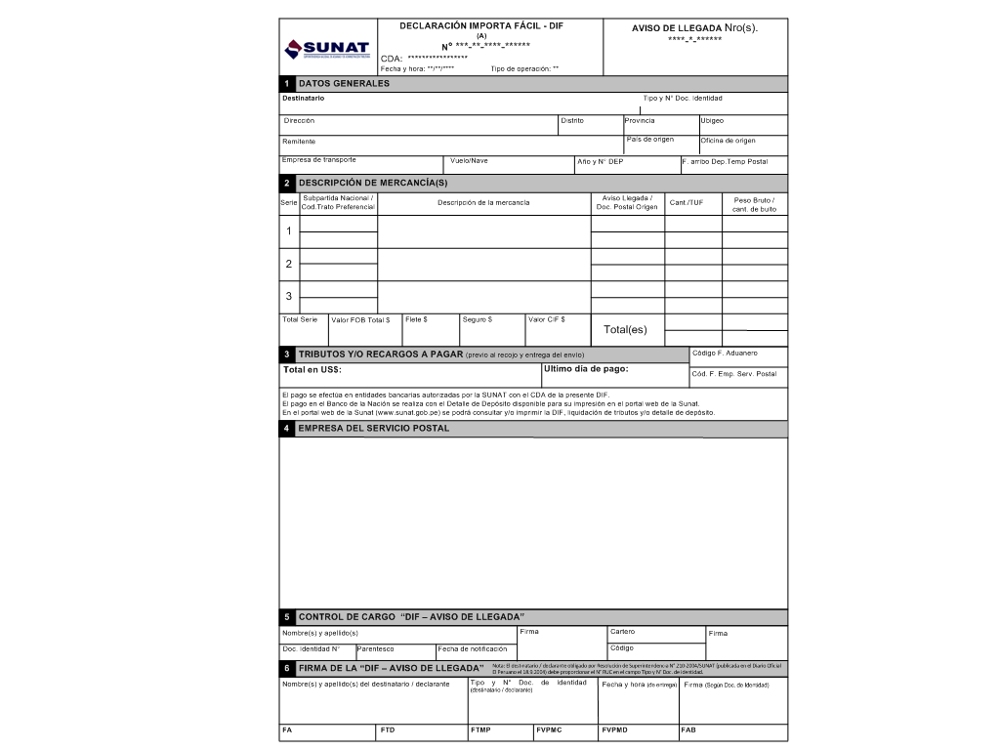 SUNAT
DECLARACIÓN IMPORTA FÁCIL - DIF
(A)
N° ***-**-****-******
CDA: ****************
Fecha y hora: **/**/**** Tipo de operación: **
AVISO DE LLEGADA Nro(s).
****-*-******
1 DATOS GENERALES
Destinatario Tipo y N° Doc. Identidad
Dirección Distrito Provincia Ubigeo
Remitente País de origen Oficina de origen
Empresa de transporte Vuelo/Nave Año y N° DEP F. arribo Dep.Temp Postal
2 DESCRIPCIÓN DE MERCANCÍA(S)
Serie Subpartida Nacional / Cod.Trato Preferencial Descripción de la mercancía Aviso Llegada / Doc. Postal Origen Cant./TUF Peso Bruto / cant. de bulto
1
2
3
Total Serie Valor FOB Total $ Flete $ Seguro $ Valor CIF $ Total(es)
3 TRIBUTOS Y/O RECARGOS A PAGAR (previo al recojo y entrega del envío) Código F. Aduanero
Total en US$: Ultimo día de pago: Cód. F. Emp. Serv. Postal
El pago se efectúa en entidades bancarias autorizadas por la SUNAT con el CDA de la presente DIF.
El pago en el Banco de la Nación se realiza con el Detalle de Depósito disponible para su impresión en el portal web de la Sunat.
En el portal web de la Sunat (www.sunat.gob.pe) se podrá consultar y/o imprimir la DIF, liquidación de tributos y/o detalle de depósito.
4 EMPRESA DEL SERVICIO POSTAL
5 CONTROL DE CARGO "DIF – AVISO DE LLEGADA"
Nombre(s) y apellido(s) Firma Cartero Firma
Doc. Identidad N° Parentesco Fecha de notificación Código
6 FIRMA DE LA "DIF – AVISO DE LLEGADA" Nota: El destinatario / declarante obligado por Resolución de Superintendencia N° 210-2004/SUNAT (publicada en el Diario Oficial
El Peruano el 18.9.2004) debe proporcionar el N° RUC en el campo Tipo y N° Doc. de Identidad.
Nombre(s) y apellido(s) del destinatario / declarante Tipo y N° Doc. de Identidad (destinatario / declarante) Fecha y hora (de entrega) Firma (Según Doc. de Identidad)
FA FTD FTMP FVPMC FVPMD FAB